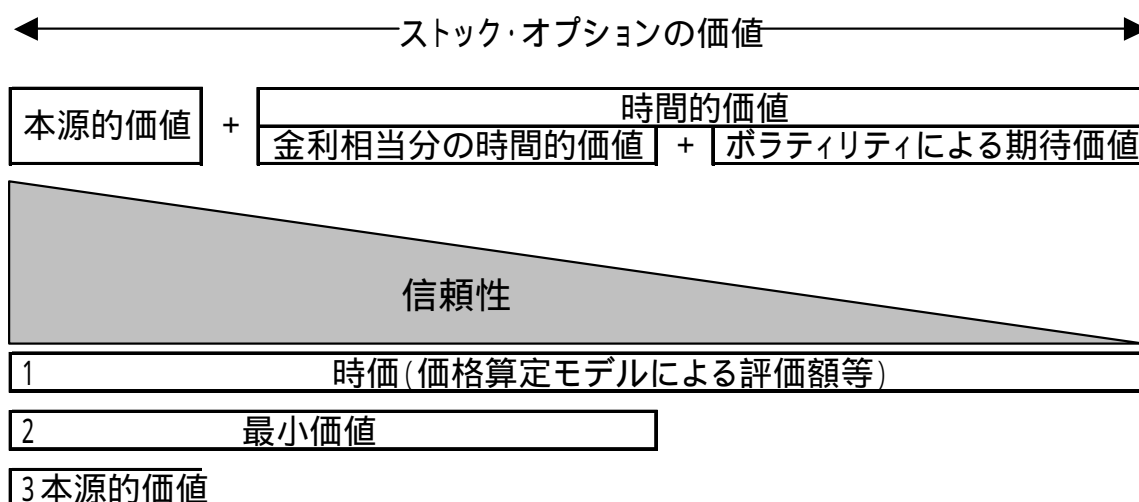 ストック・オプションの価値
本源的価値 + 時間的価値
金利相当分の時間的価値 + ボラティリティによる期待価値
信頼性
1 時価(価格算定モデルによる評価額等)
2 最小価値
3本源的価値